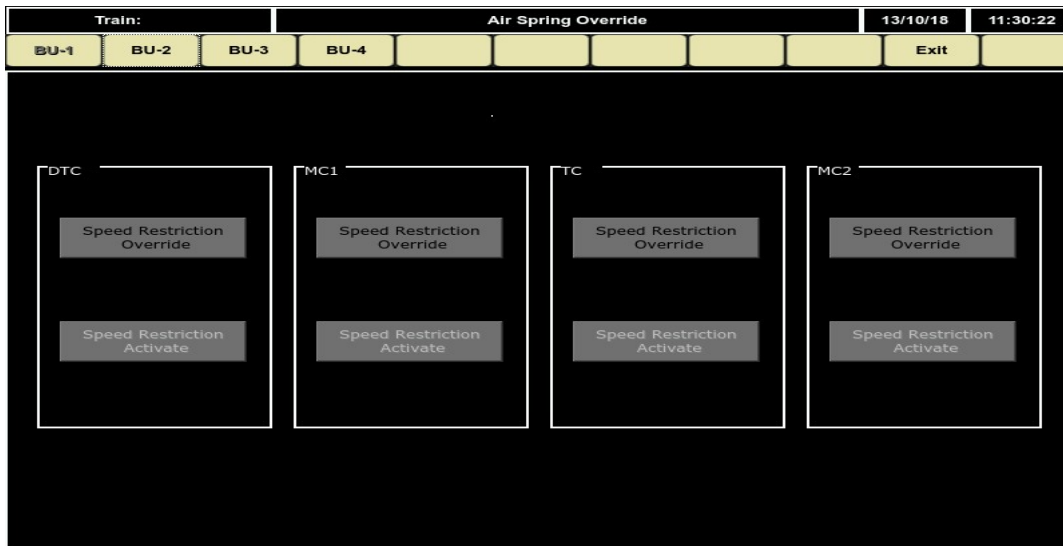 Train: Air Spring Override 13/10/18 11:30:22
BU-1 BU-2 BU-3 BU-4 Exit
DTC
Speed Restriction
Override
Speed Restriction
Activate
MC1
Speed Restriction
Override
Speed Restriction
Activate
TC
Speed Restriction
Override
Speed Restriction
Activate
MC2
Speed Restriction
Override
Speed Restriction
Activate